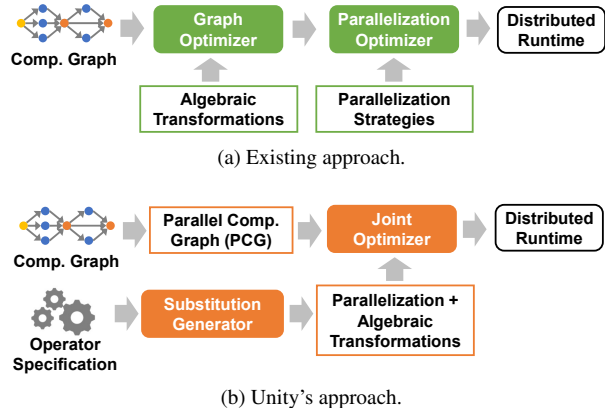 Comp. Graph
Graph
Optimizer
Parallelization
Optimizer
Distributed
Runtime
Algebraic
Transformations
Parallelization
Strategies
(a) Existing approach.
Comp. Graph
Parallel Comp.
Graph (PCG)
Joint
Optimizer
Distributed
Runtime
Operator
Specification
Substitution
Generator
Parallelization +
Algebraic
Transformations
(b) Unity's approach.